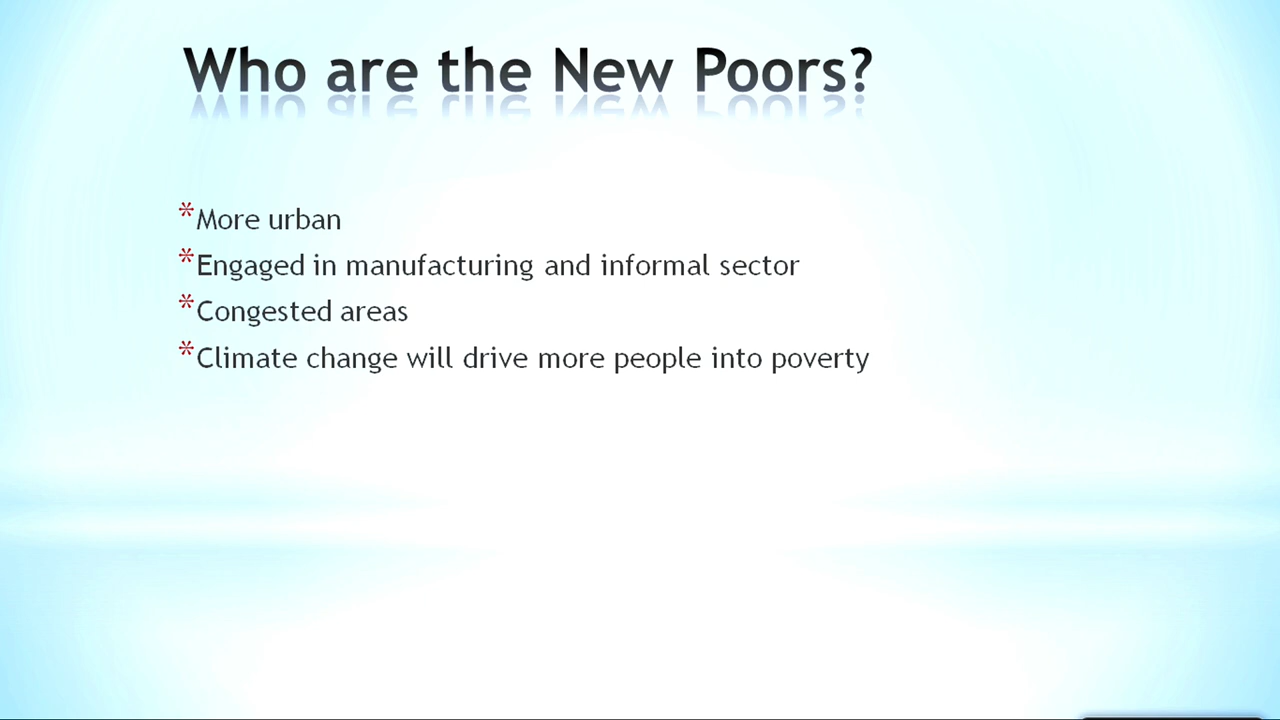 Who are the New Poors?
*More urban
*Engaged in manufacturing and informal sector
*Congested areas
*Climate change will drive more people into poverty